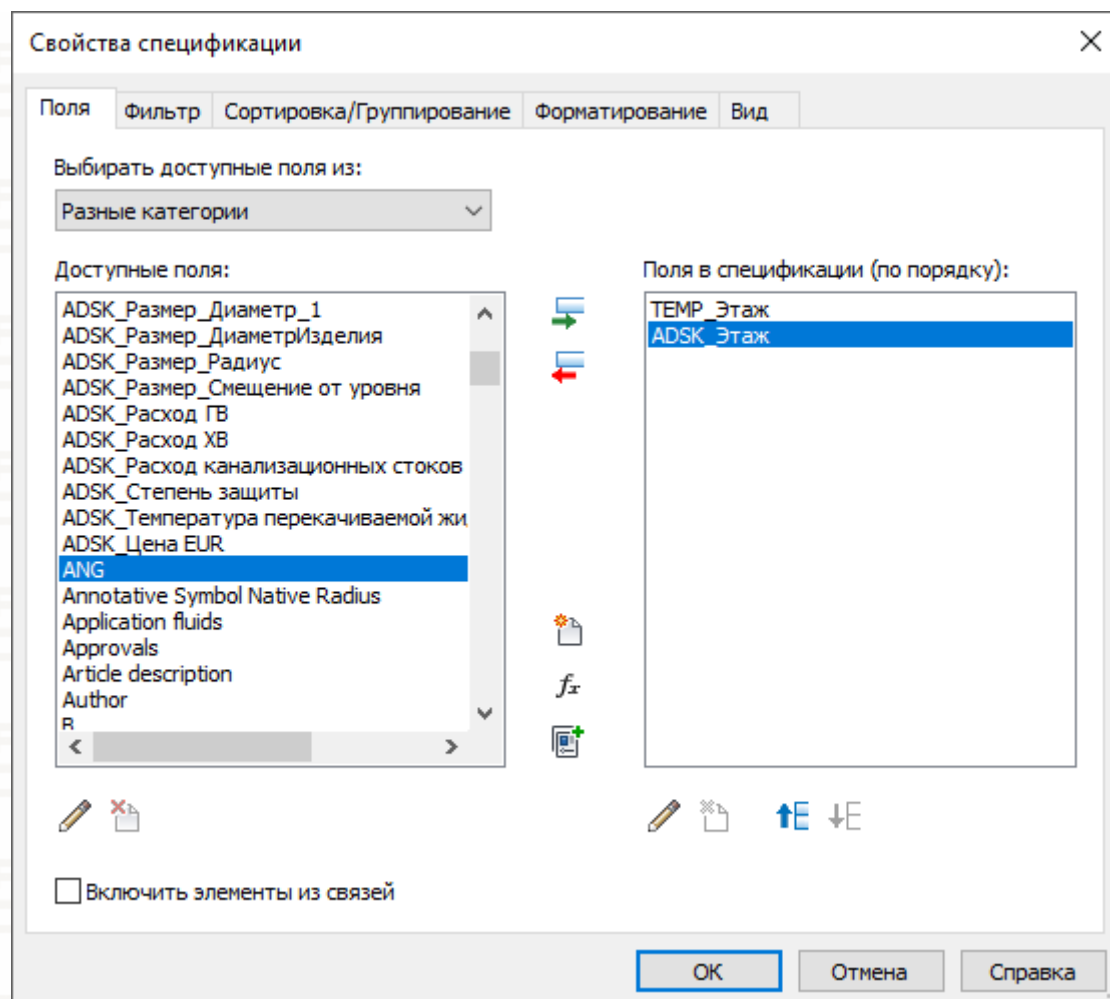 Свойства спецификации
Поля Фильтр Сортировка/Группирование Форматирование Вид
Выбирать доступные поля из:
Разные категории
Доступные поля:
ADSK_Размер_Диаметр_1
ADSK_Размер_ДиаметрИзделия
ADSK_Размер_Радиус
ADSK_Размер_Смещение от уровня
ADSK_Расход ГВ
ADSK_Расход ХВ
ADSK_Расход канализационных стоков
ADSK_Степень защиты
ADSK_Температура перекачиваемой жи
ADSK_Цена EUR
ANG
Annotative Symbol Native Radius
Application fluids
Approvals
Article description
Author
B
fx
Поля в спецификации (по порядку):
TEMP_Этаж
ADSK_Этаж
Включить элементы из связей
ОК Отмена Справка